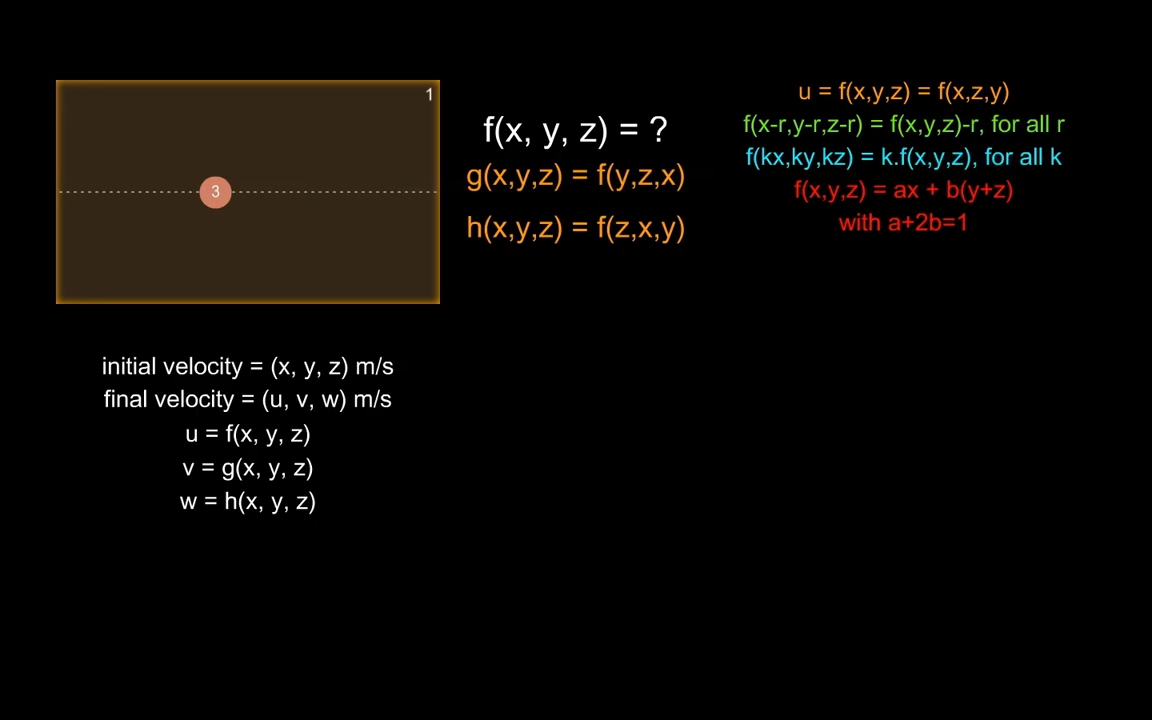 1
3
f(x, y, z) = ?
g(x,y,z) = f(y,z,x)
h(x,y,z) = f(z,x,y)
u = f(x,y,z) = f(x,z,y)
f(x-r,y-r,z-r) = f(x,y,z)-r, for all r
f(kx,ky,kz) = k.f(x,y,z), for all k
f(x,y,z) = ax + b(y+z)
with a+2b=1
initial velocity = (x, y, z) m/s
final velocity = (u, v, w) m/s
u = f(x, y, z)
v = g(x, y, z)
w = h(x, y, z)